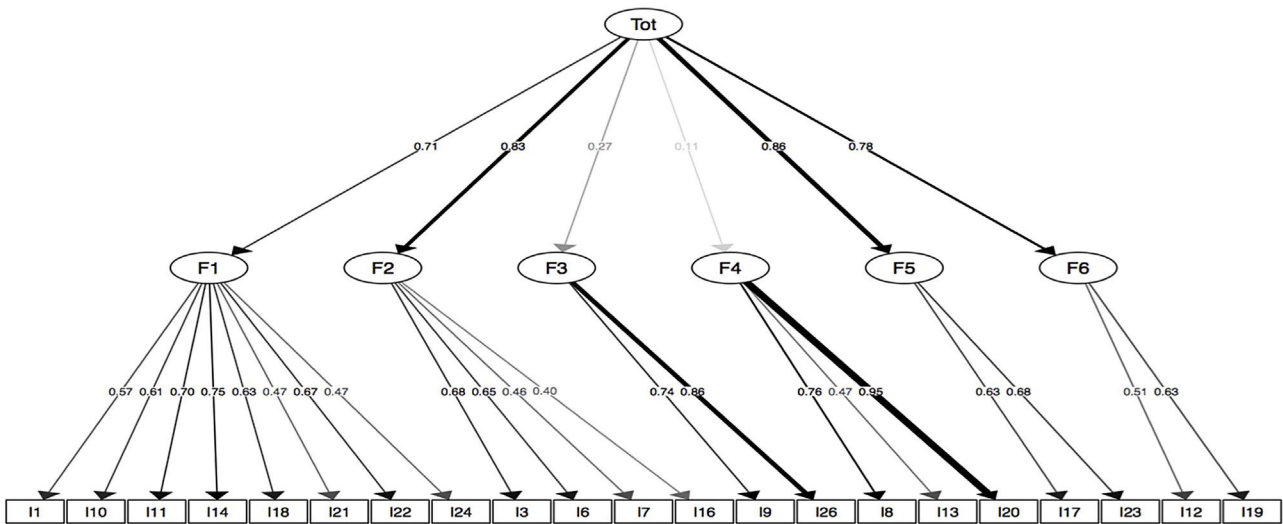 Tot
0.71 0.83 0.27 0.11 0.86 0.78
F1 F2 F3 F4 F5 F6
0.57 0.61 0.70 0.75 0.63 0.47 0.67 0.47 0.68 0.65 0.46 0.40 0.74 0.86 0.76 0.47 0.95 0.63 0.68 0.51 0.63
I1 I10 I11 I14 I18 I21 I22 I24 I3 I6 I7 I16 I9 I26 I8 I13 I20 I17 I23 I12 I19